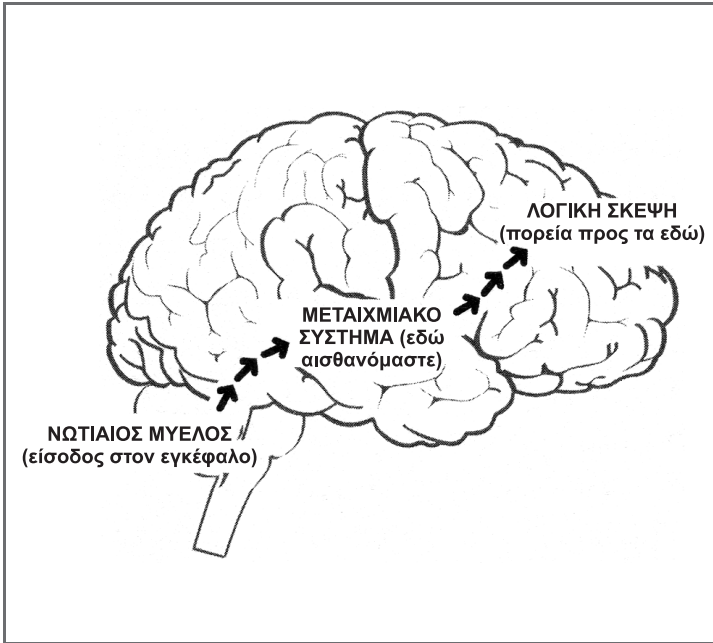 ΛΟΓΙΚΗ ΣΚΕΨΗ
(πορεία προς τα εδώ)
ΜΕΤΑΙΧΜΙΑΚΟ
ΣΥΣΤΗΜΑ (εδώ
αισθανόμαστε)
ΝΩΤΙΑΙΟΣ ΜΥΕΛΟΣ
(είσοδος στον εγκέφαλο)